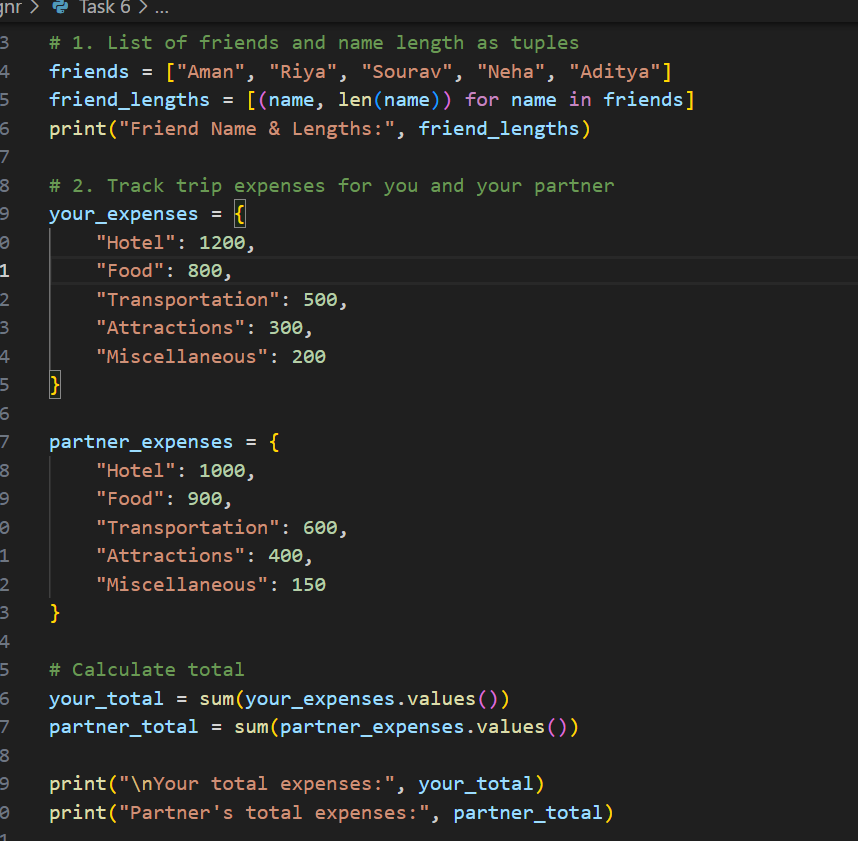 gnr > Task 6 > ...
3 # 1. List of friends and name length as tuples
4 friends = ["Aman", "Riya", "Sourav", "Neha", "Aditya"]
5 friend_lengths = [(name, len(name)) for name in friends]
6 print("Friend Name & Lengths:", friend_lengths)
7
8 # 2. Track trip expenses for you and your partner
9 your_expenses = {
0     "Hotel": 1200,
1     "Food": 800,
2     "Transportation": 500,
3     "Attractions": 300,
4     "Miscellaneous": 200
5 }
6
7 partner_expenses = {
8     "Hotel": 1000,
9     "Food": 900,
0     "Transportation": 600,
1     "Attractions": 400,
2     "Miscellaneous": 150
3 }
4
5 # Calculate total
6 your_total = sum(your_expenses.values())
7 partner_total = sum(partner_expenses.values())
8
9 print("\nYour total expenses:", your_total)
0 print("Partner's total expenses:", partner_total)
1